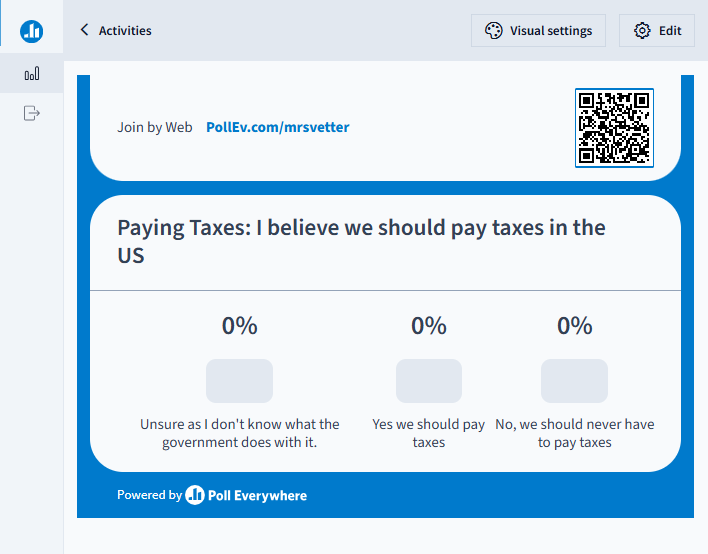 Activities
Visual settings
Edit
Join by Web PollEv.com/mrsvetter
Paying Taxes: I believe we should pay taxes in the
US
0%
0%
0%
Unsure as I don't know what the
government does with it.
Yes we should pay
taxes
No, we should never have
to pay taxes
Powered by Poll Everywhere